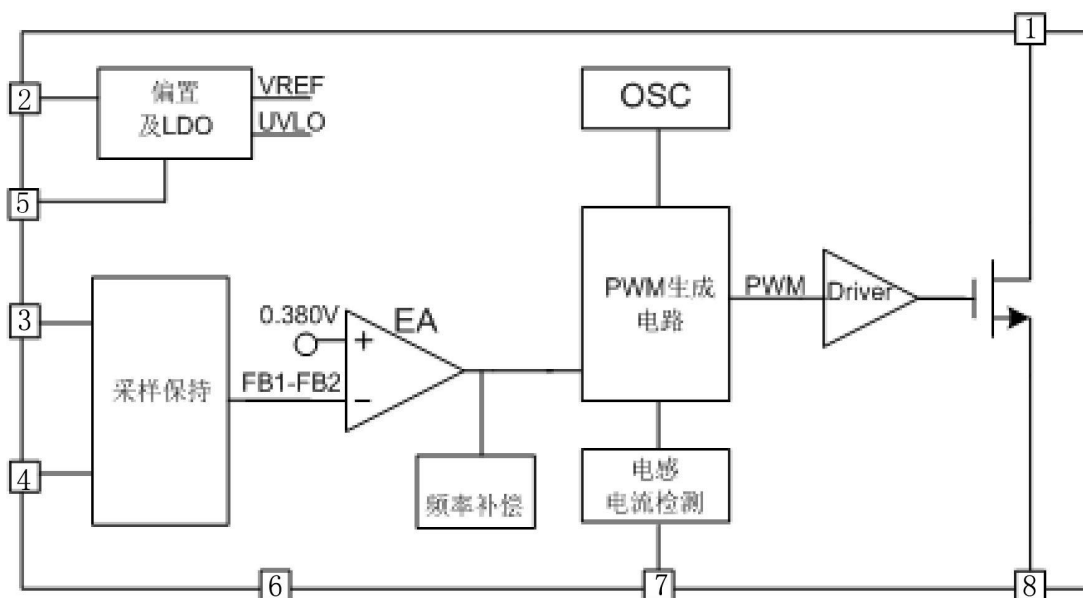 1
2
偏置
及LDO
VREF
UVLO
OSC
5
3
采样保持
0.380V
FB1-FB2
+
−
EA
PWM生成
电路
PWM
Driver
4
频率补偿
电感
电流检测
6
7
8